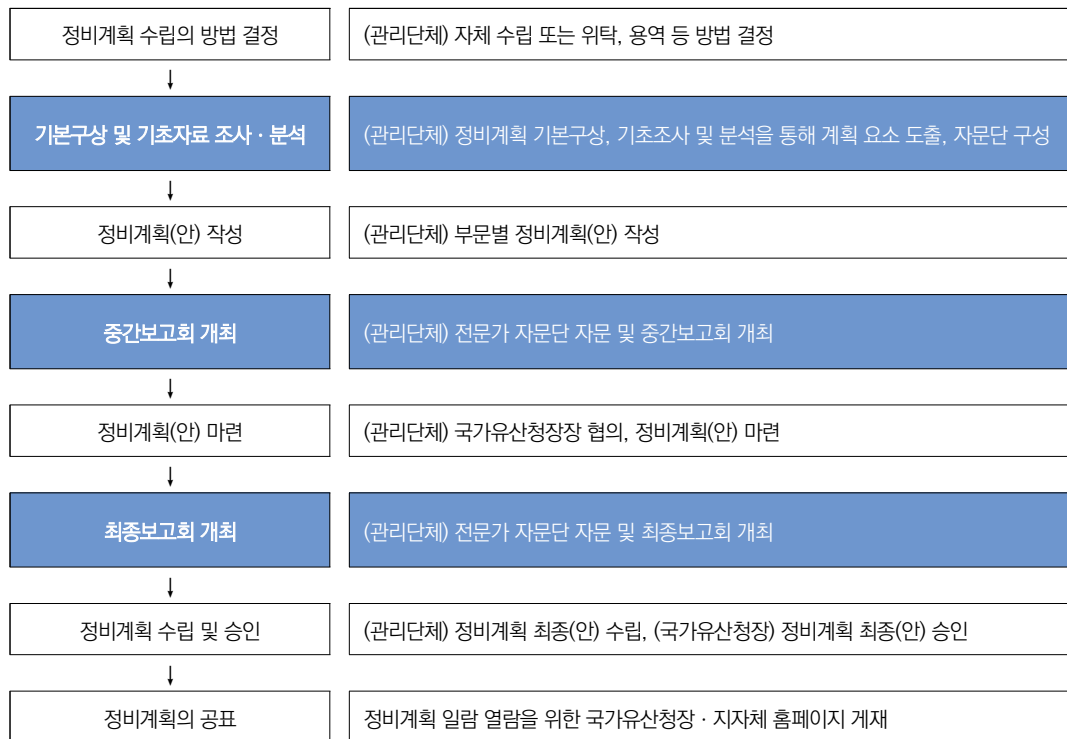 정비계획 수립의 방법 결정
(관리단체) 자체 수립 또는 위탁, 용역 등 방법 결정
기본구상 및 기초자료 조사 · 분석
(관리단체) 정비계획 기본구상, 기초조사 및 분석을 통해 계획 요소 도출, 자문단 구성
정비계획(안) 작성
(관리단체) 부문별 정비계획(안) 작성
중간보고회 개최
(관리단체) 전문가 자문단 자문 및 중간보고회 개최
정비계획(안) 마련
(관리단체) 국가유산청장장 협의, 정비계획(안) 마련
최종보고회 개최
(관리단체) 전문가 자문단 자문 및 최종보고회 개최
정비계획 수립 및 승인
(관리단체) 정비계획 최종(안) 수립, (국가유산청장) 정비계획 최종(안) 승인
정비계획의 공표
정비계획 일람 열람을 위한 국가유산청장 · 지자체 홈페이지 게재